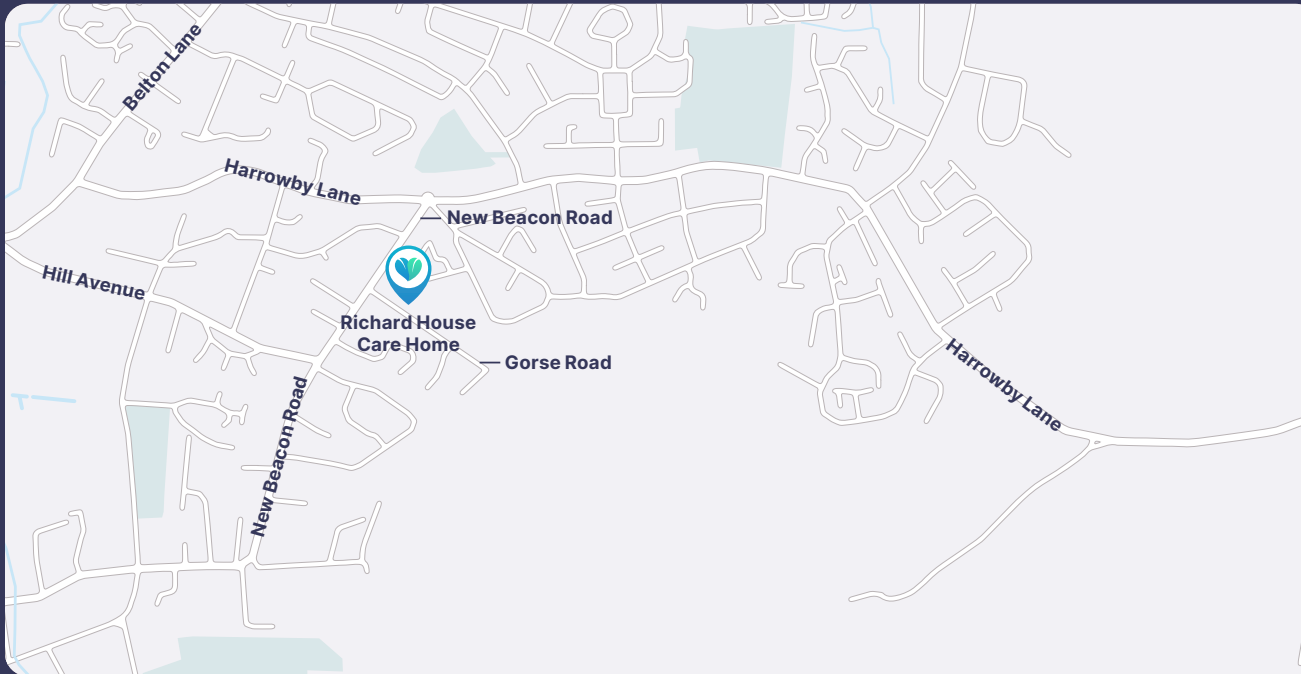 Belton Lane
Harrowby Lane
New Beacon Road
Hill Avenue
Richard House
Care Home
Gorse Road
Harrowby Lane
New Beacon Road